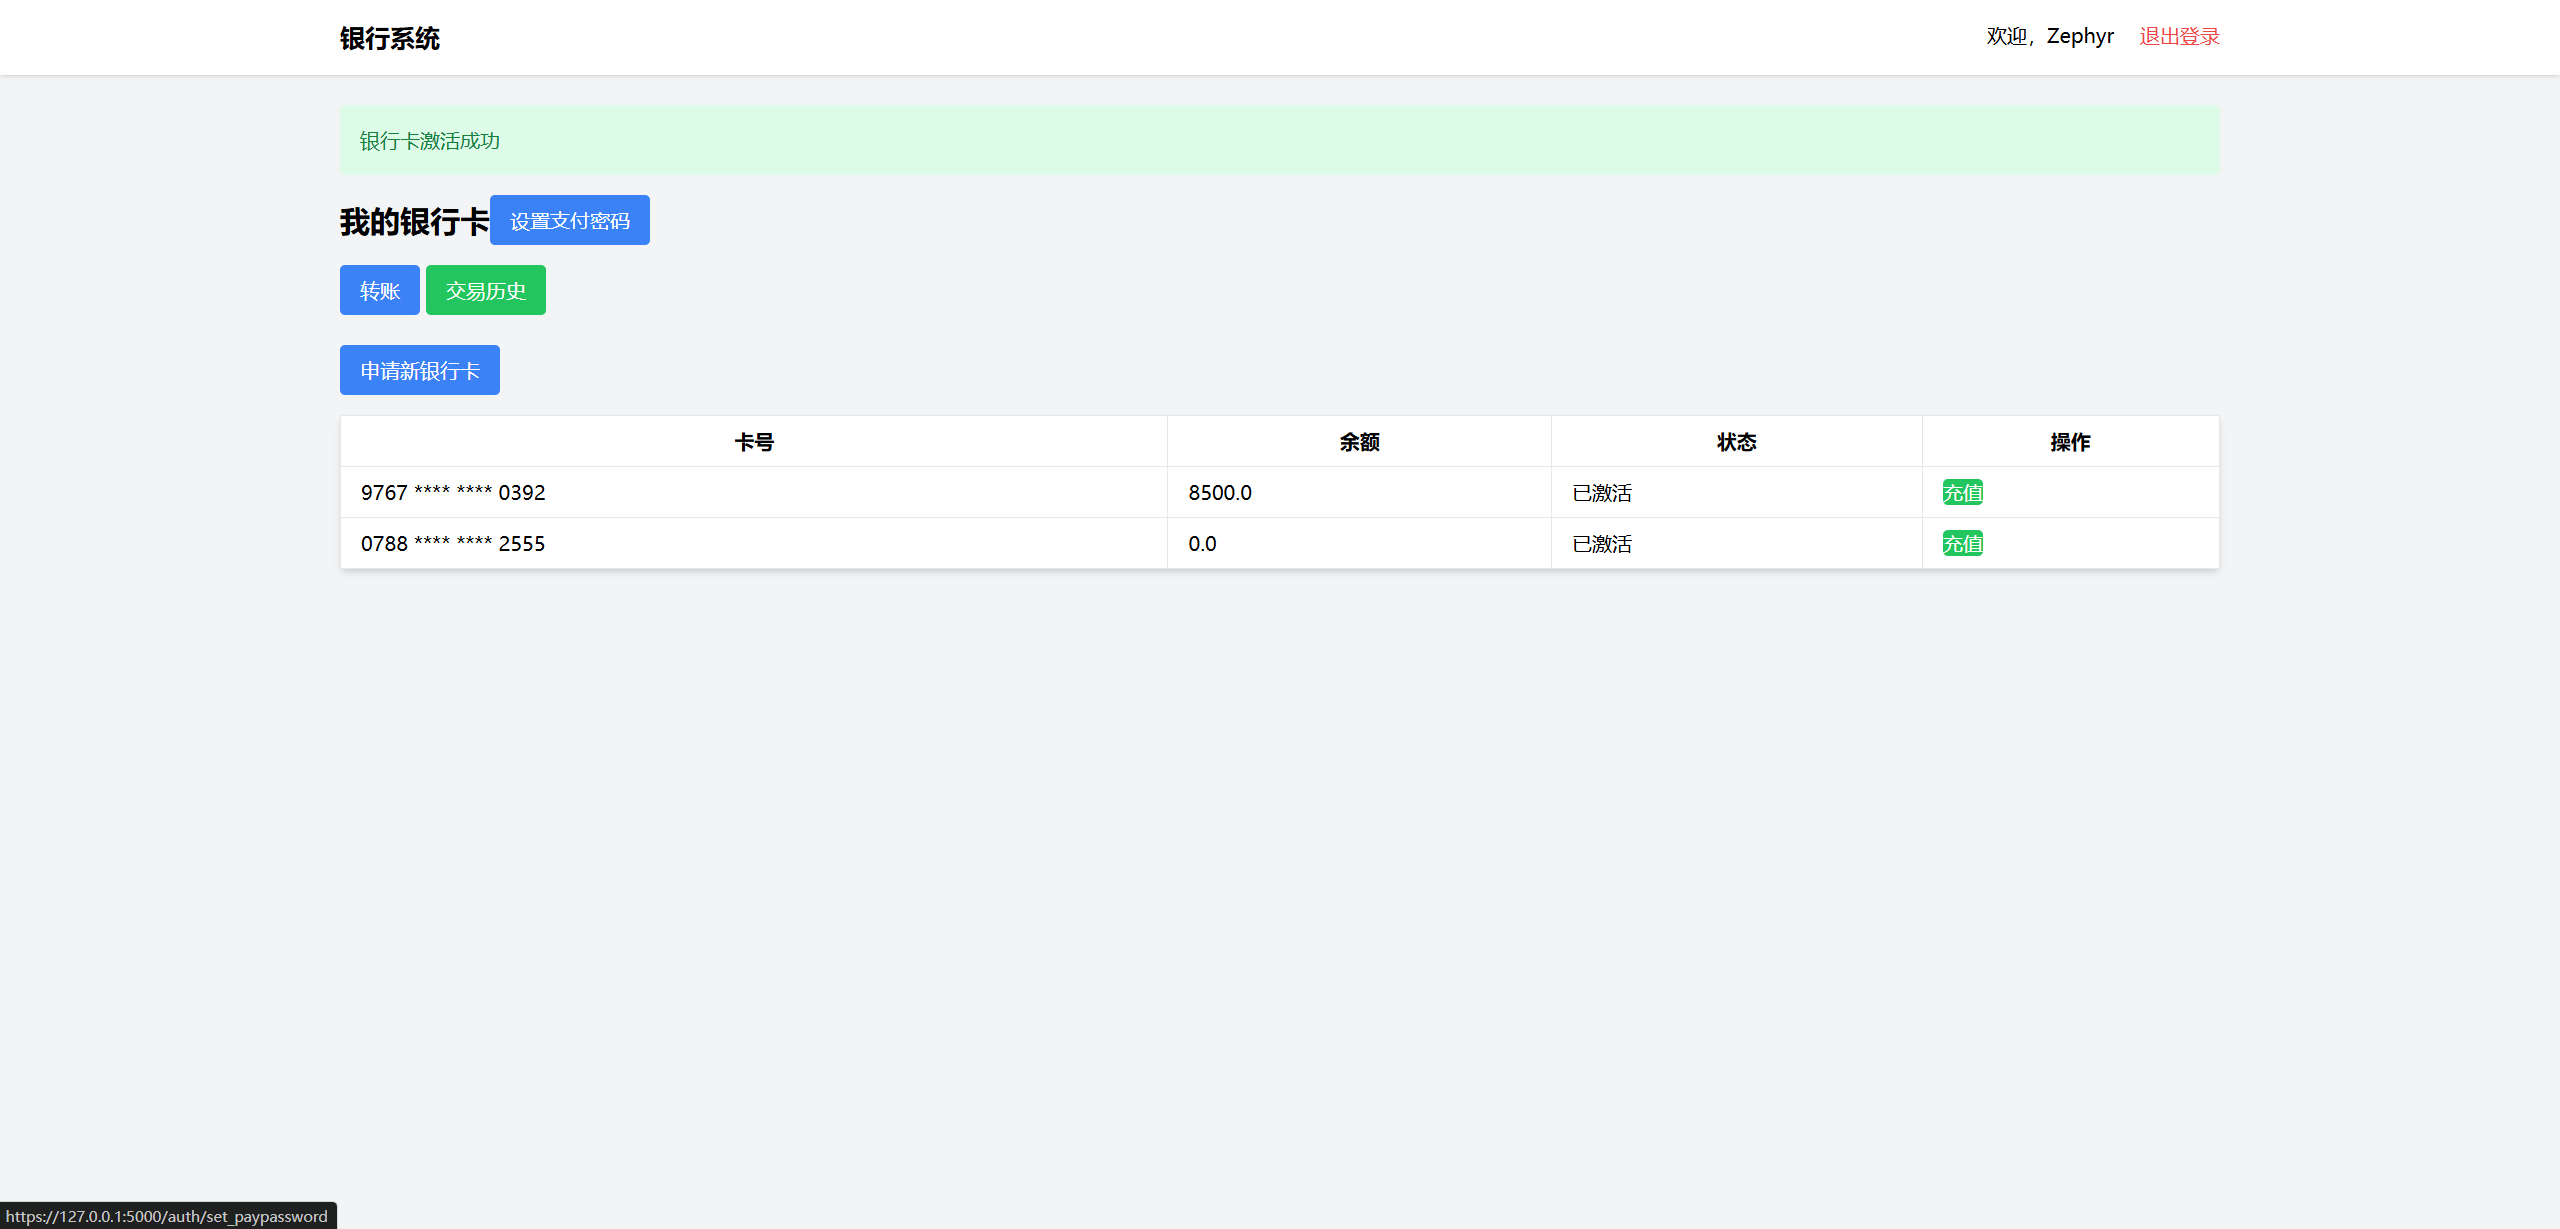 银行系统
欢迎，Zephyr 退出登录
银行卡激活成功
我的银行卡 设置支付密码
转账 交易历史
申请新银行卡
卡号 余额 状态 操作
9767 **** **** 0392 8500.0 已激活 充值
0788 **** **** 2555 0.0 已激活 充值
https://127.0.0.1:5000/auth/set_paypassword